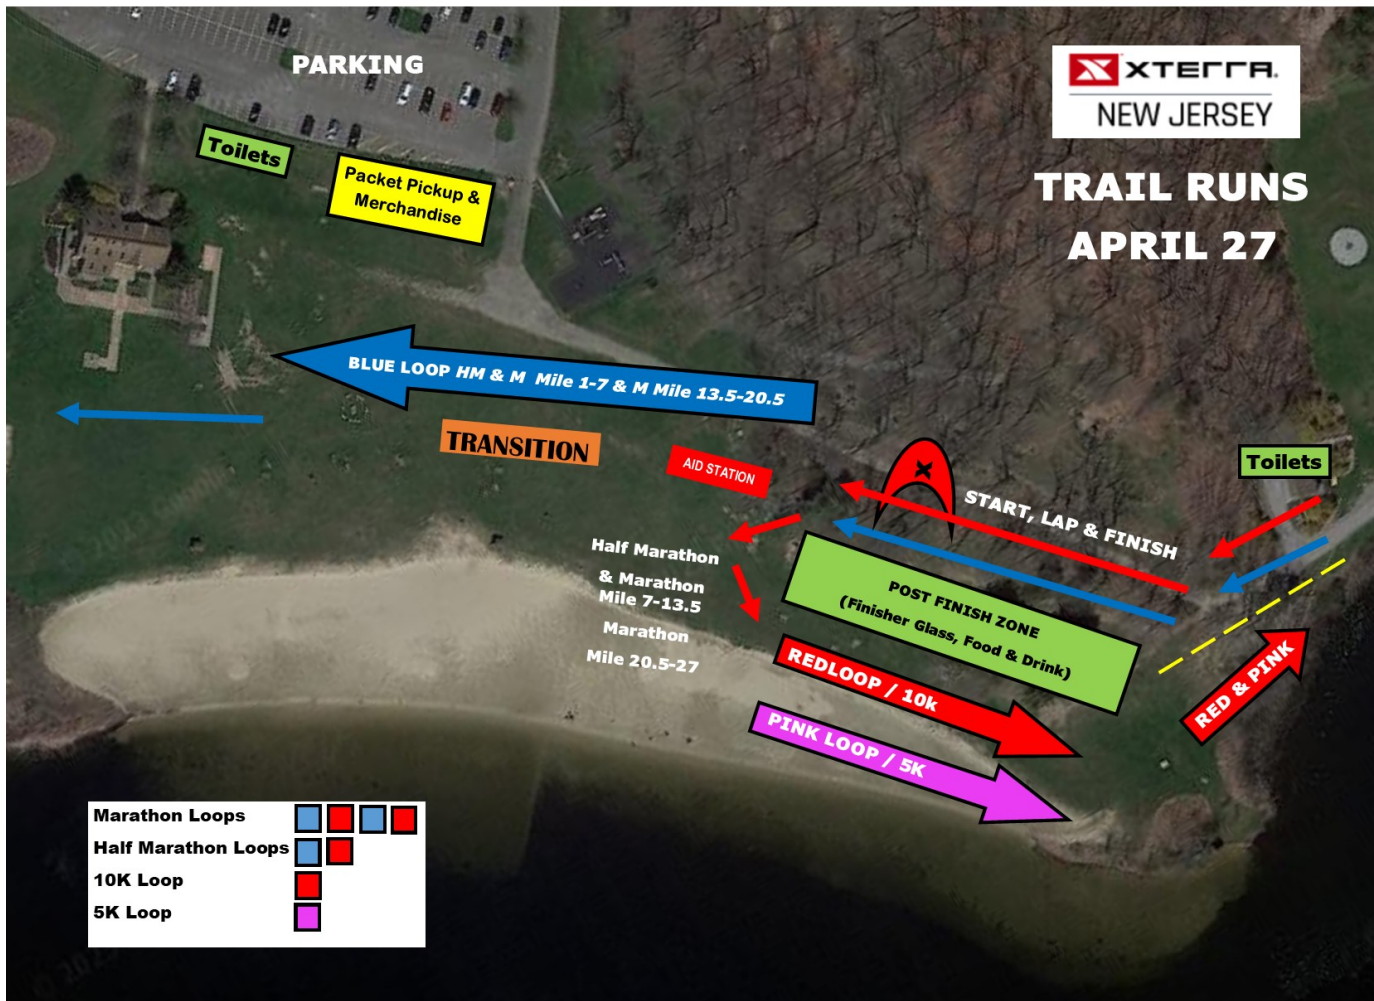 PARKING
XTERRA.
NEW JERSEY
TRAIL RUNS
APRIL 27
Toilets
Packet Pickup &
Merchandise
BLUE LOOP HM & M Mile 1-7 & M Mile 13.5-20.5
TRANSITION
AID STATION
X
START, LAP & FINISH
Toilets
Half Marathon
& Marathon
Mile 7-13.5
Marathon
Mile 20.5-27
POST FINISH ZONE
(Finisher Glass, Food & Drink)
REDLOOP / 10k
PINK LOOP / 5K
RED & PINK
Marathon Loops
Half Marathon Loops
10K Loop
5K Loop